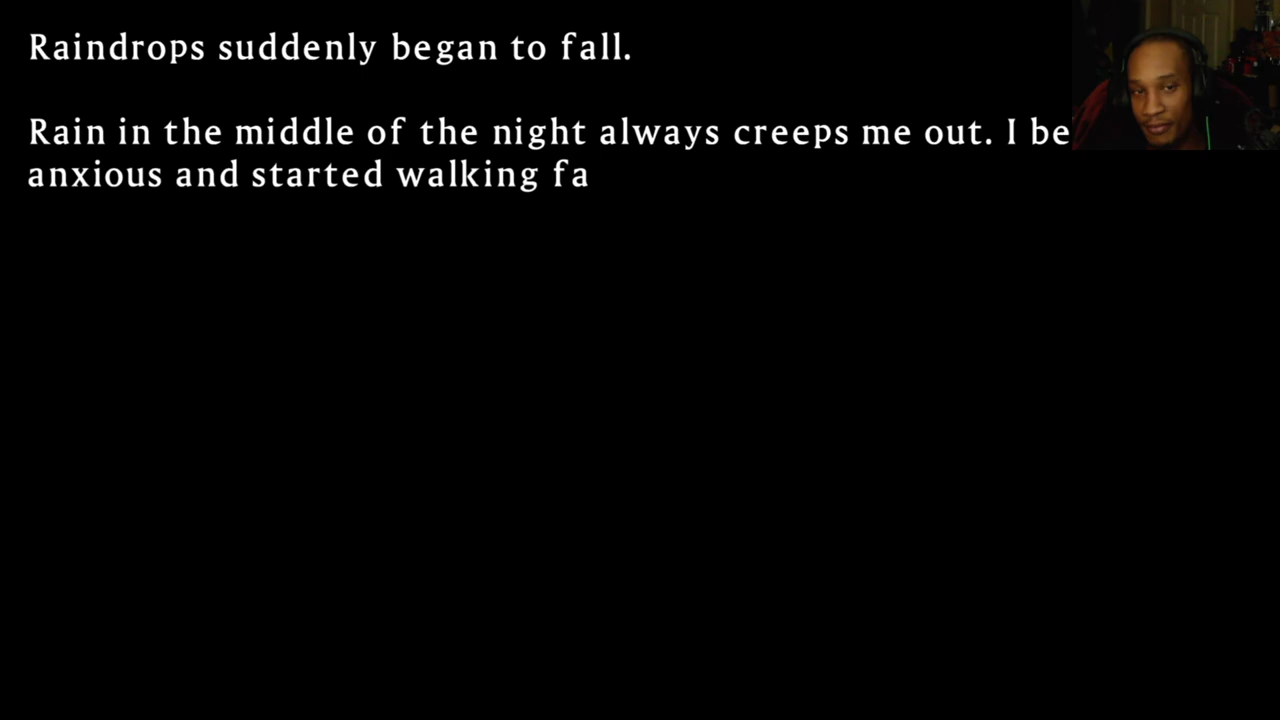 Raindrops suddenly began to fall.
Rain in the middle of the night always creeps me out. I be
anxious and started walking fa